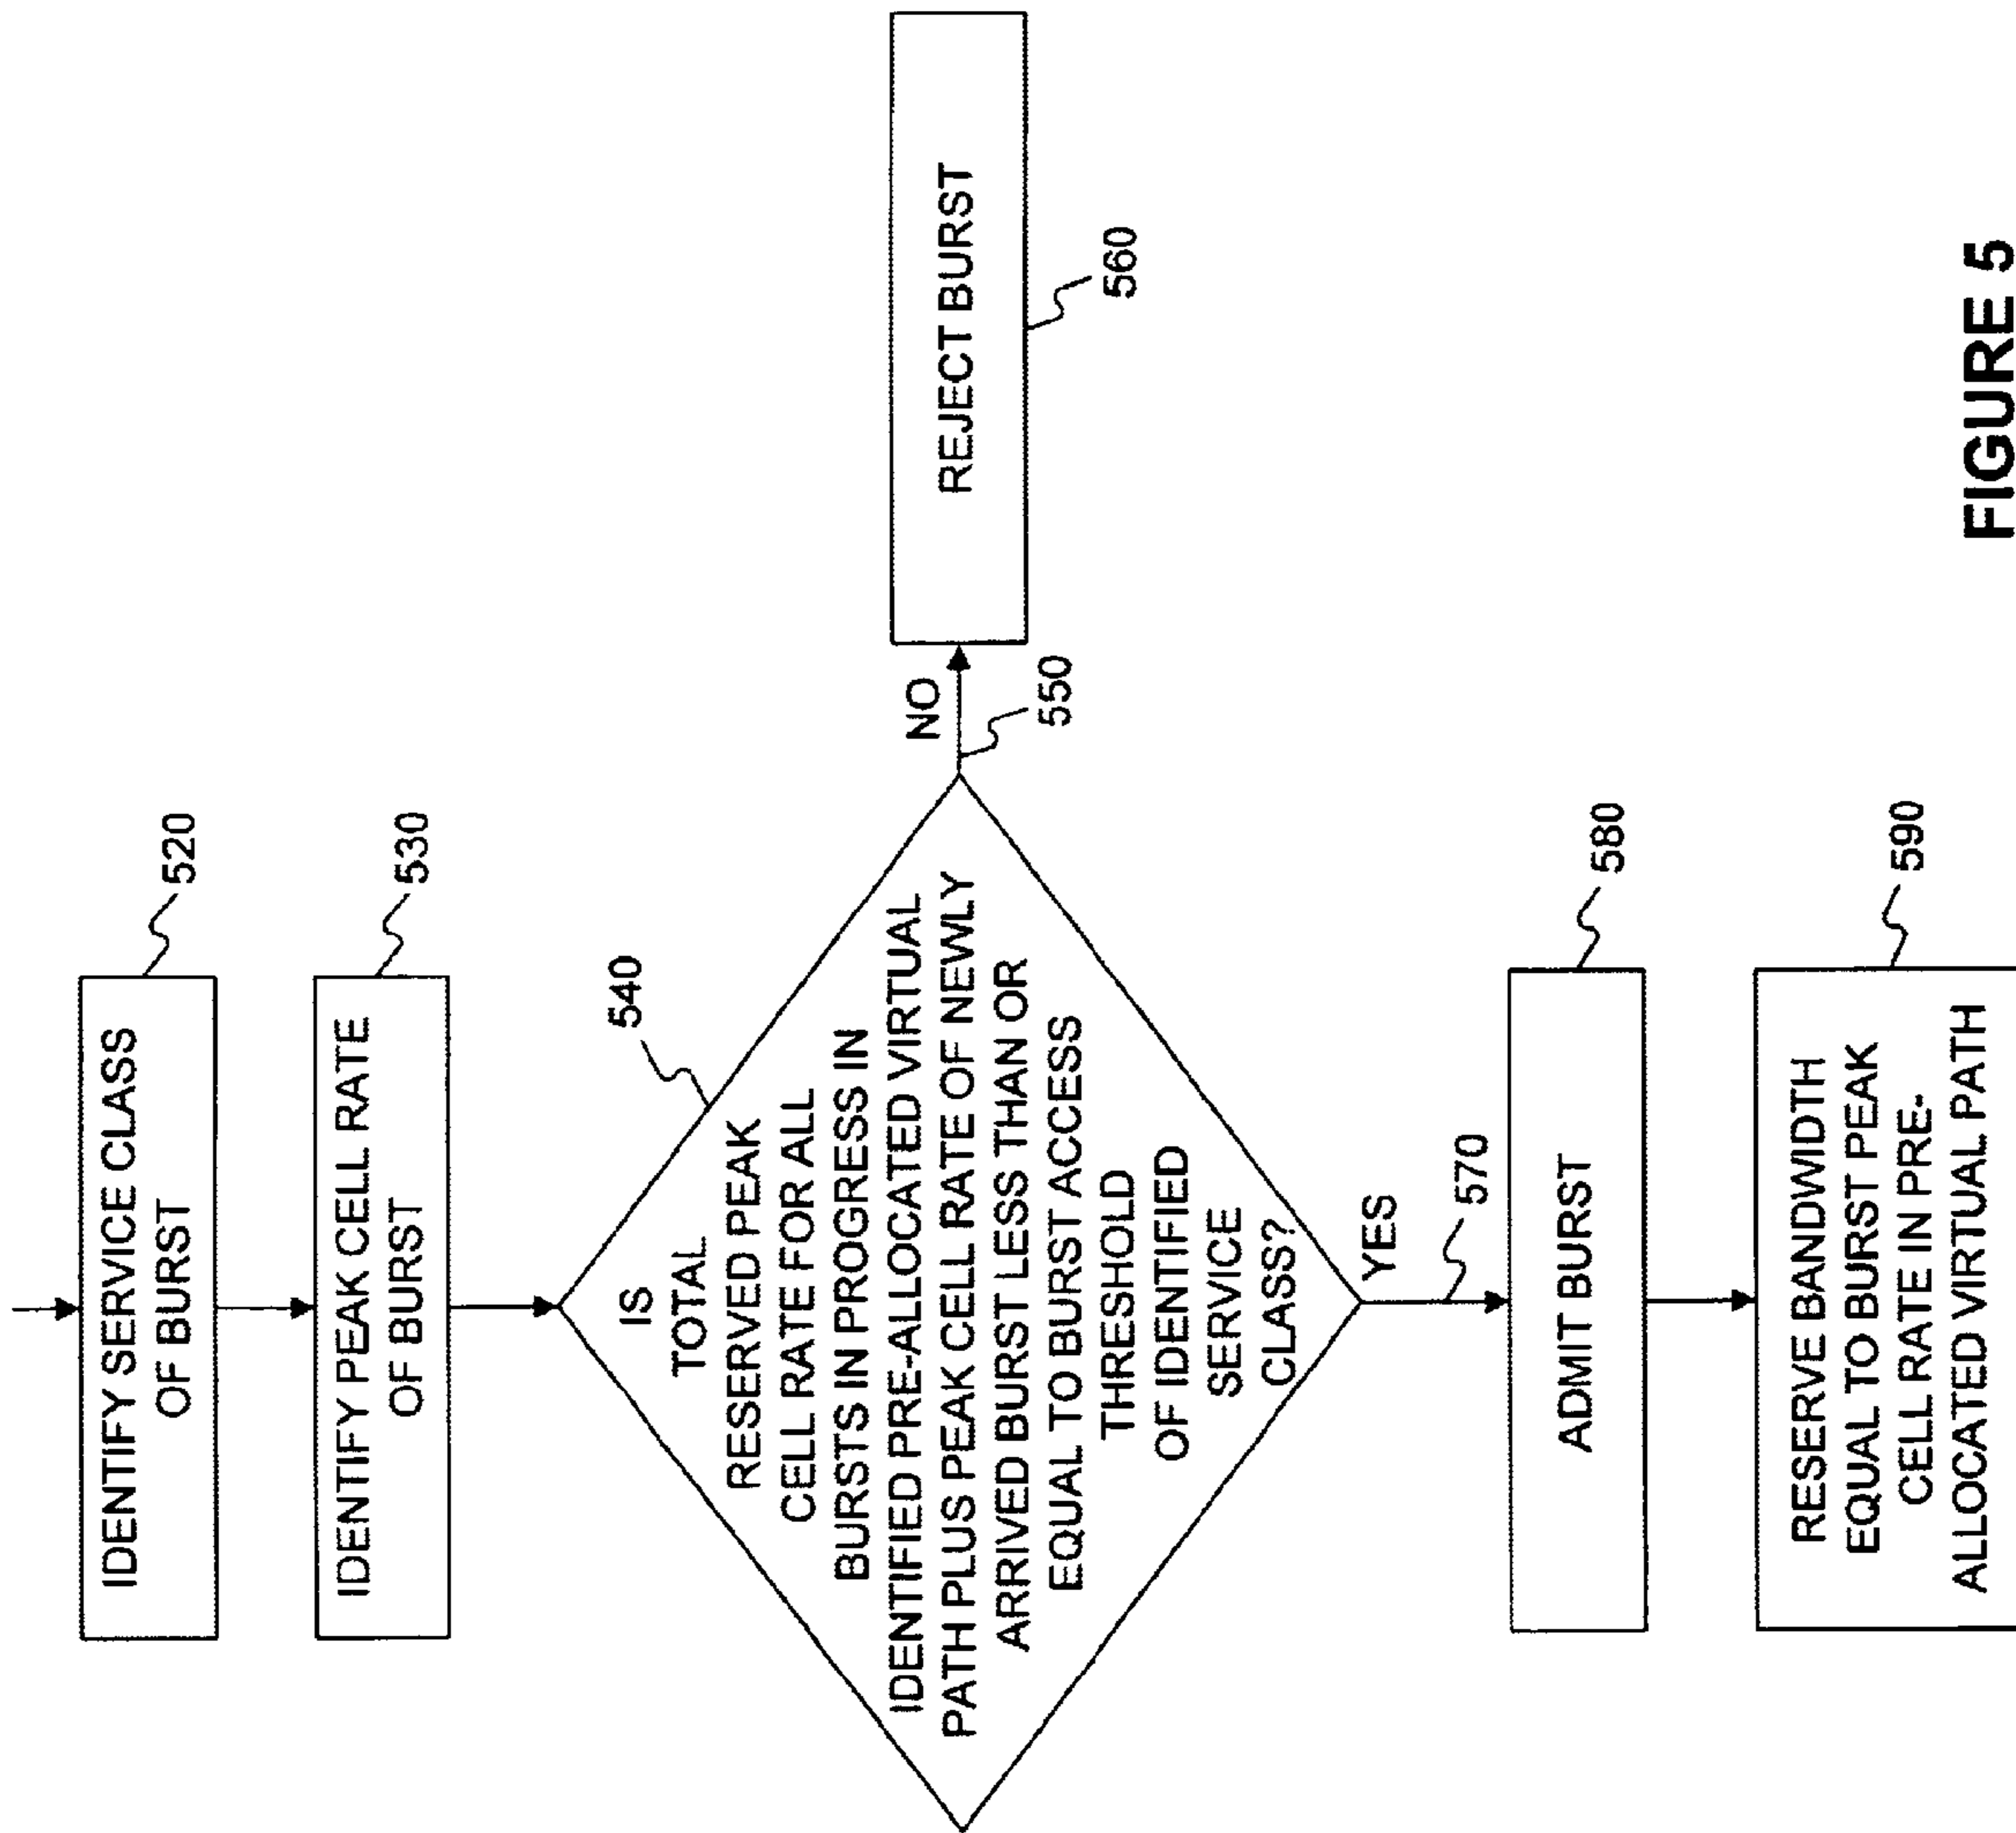 IDENTIFY SERVICE CLASS
OF BURST
520
IDENTIFY PEAK CELL RATE
OF BURST
530
540
IS
TOTAL
RESERVED PEAK
CELL RATE FOR ALL
BURSTS IN PROGRESS IN
IDENTIFIED PRE-ALLOCATED VIRTUAL
PATH PLUS PEAK CELL RATE OF NEWLY
ARRIVED BURST LESS THAN OR
EQUAL TO BURST ACCESS
THRESHOLD
OF IDENTIFIED
SERVICE
CLASS?
NO
550
REJECT BURST
560
YES
570
ADMIT BURST
580
RESERVE BANDWIDTH
EQUAL TO BURST PEAK
CELL RATE IN PRE-
ALLOCATED VIRTUAL PATH
590
FIGURE 5